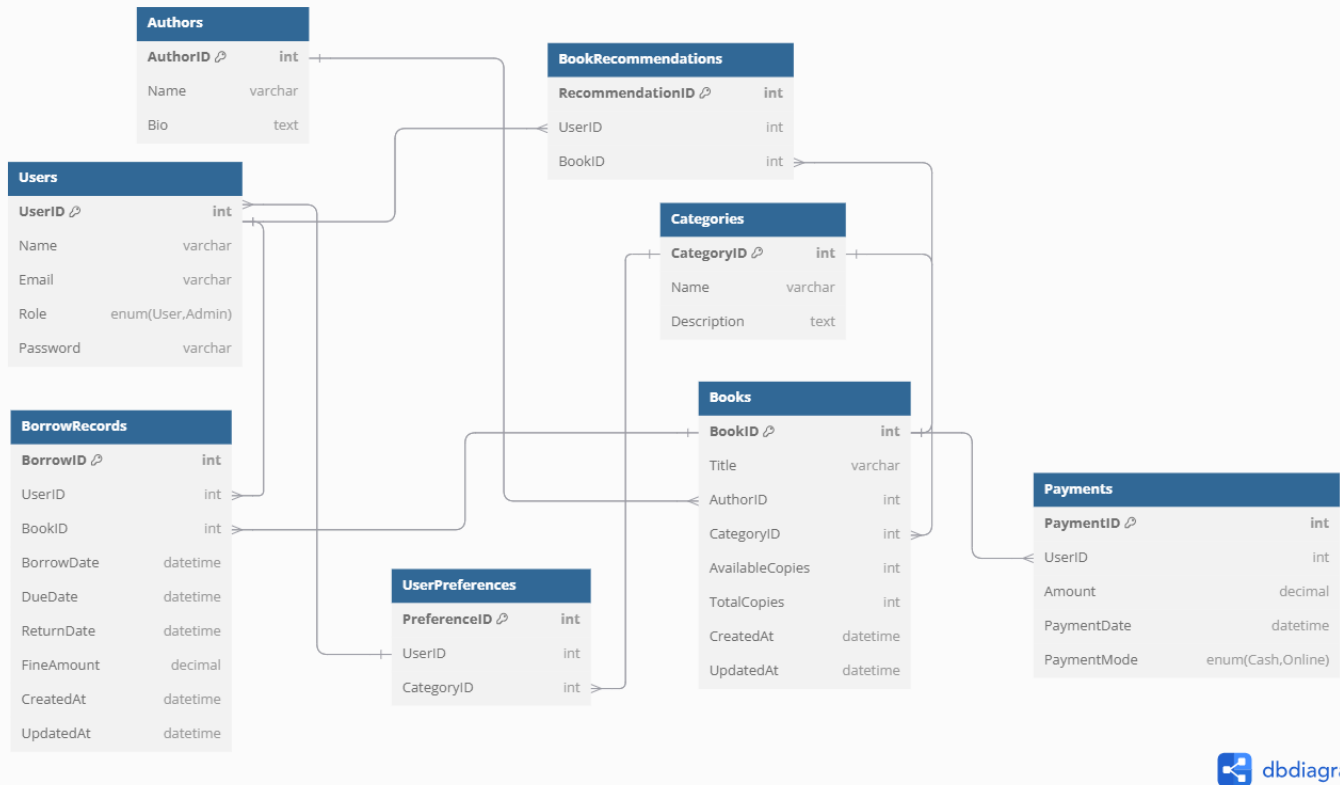 Authors
AuthorID int
Name varchar
Bio text
BookRecommendations
RecommendationID int
UserID int
BookID int
Users
UserID int
Name varchar
Email varchar
Role enum(User,Admin)
Password varchar
Categories
CategoryID int
Name varchar
Description text
Books
BookID int
Title varchar
AuthorID int
CategoryID int
AvailableCopies int
TotalCopies int
CreatedAt datetime
UpdatedAt datetime
BorrowRecords
BorrowID int
UserID int
BookID int
BorrowDate datetime
DueDate datetime
ReturnDate datetime
FineAmount decimal
CreatedAt datetime
UpdatedAt datetime
Payments
PaymentID int
UserID int
Amount decimal
PaymentDate datetime
PaymentMode enum(Cash,Online)
UserPreferences
PreferenceID int
UserID int
CategoryID int
dbdiagra